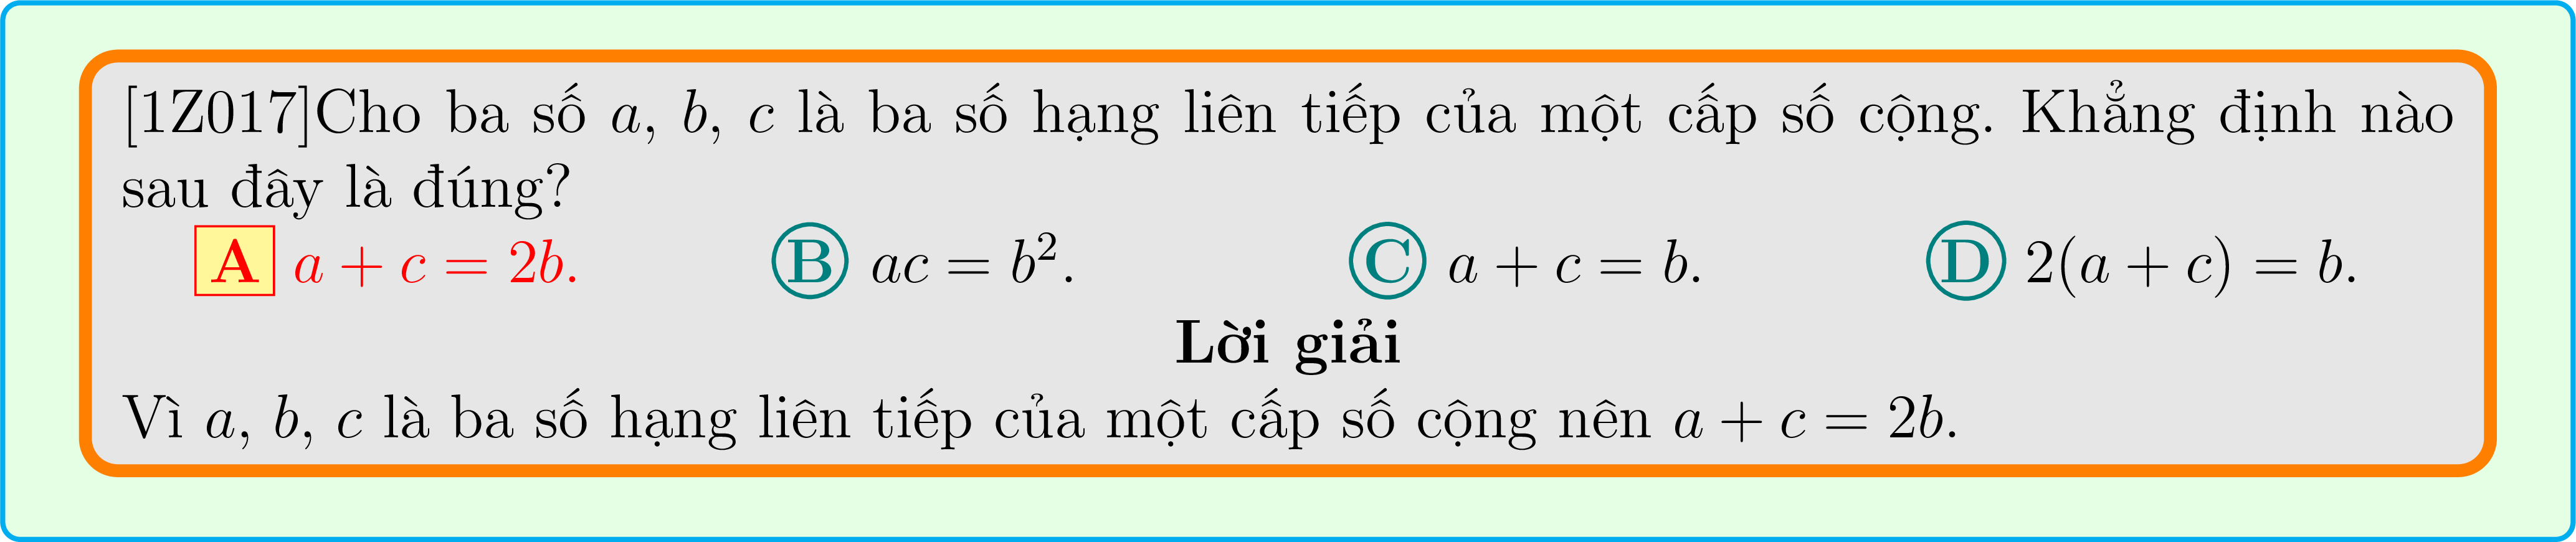 [1Z017]Cho ba số a, b, c là ba số hạng liên tiếp của một cấp số cộng. Khẳng định nào
sau đây là đúng?
A a + c = 2b. B ac = b². C a + c = b. D 2(a + c) = b.
Lời giải
Vì a, b, c là ba số hạng liên tiếp của một cấp số cộng nên a + c = 2b.